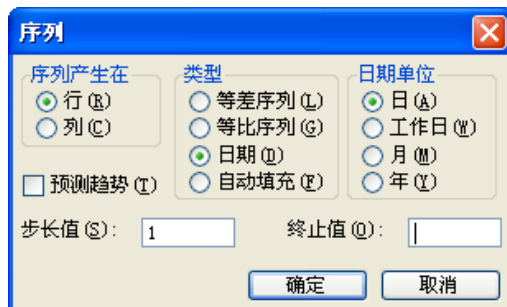 序列
序列产生在
行(R)
列(C)
预测趋势(T)
类型
等差序列(L)
等比序列(G)
日期(D)
自动填充(F)
日期单位
日(A)
工作日(W)
月(M)
年(Y)
步长值(S): 1
终止值(O):
确定
取消